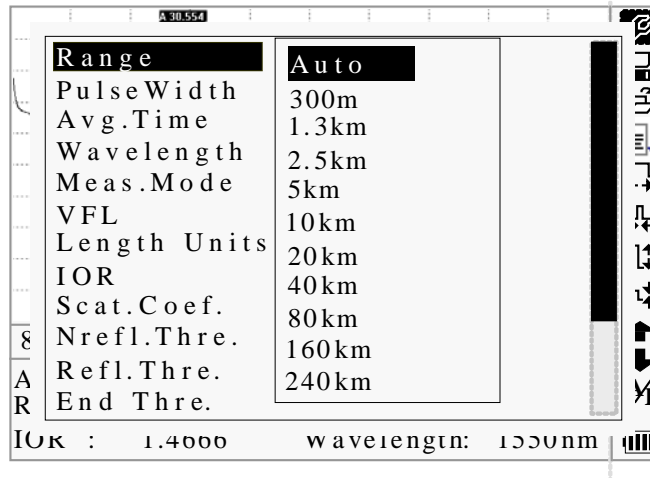 A 30.554
Range
PulseWidth
Avg.Time
Wavelength
Meas.Mode
VFL
Length Units
IOR
Scat.Coef.
Nrefl.Thre.
Refl.Thre.
End Thre.
Auto
300m
1.3km
2.5km
5km
10km
20km
40km
80km
160km
240km
8
A
R
IOR : 1.4666 Wavelength: 1550nm